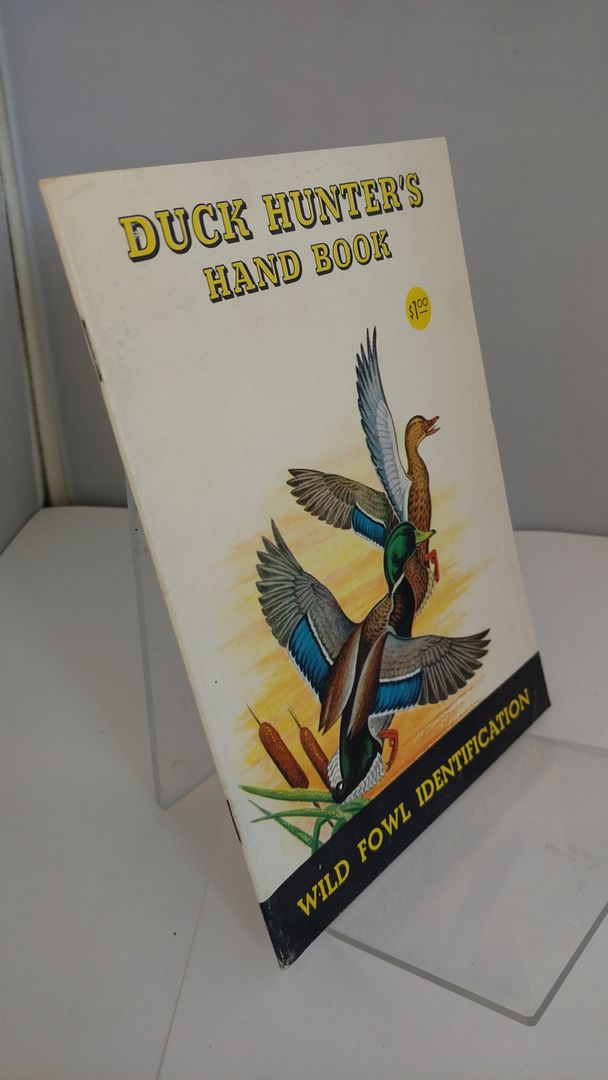 DUCK HUNTER'S
HAND BOOK
$1.00
WILD FOWL IDENTIFICATION